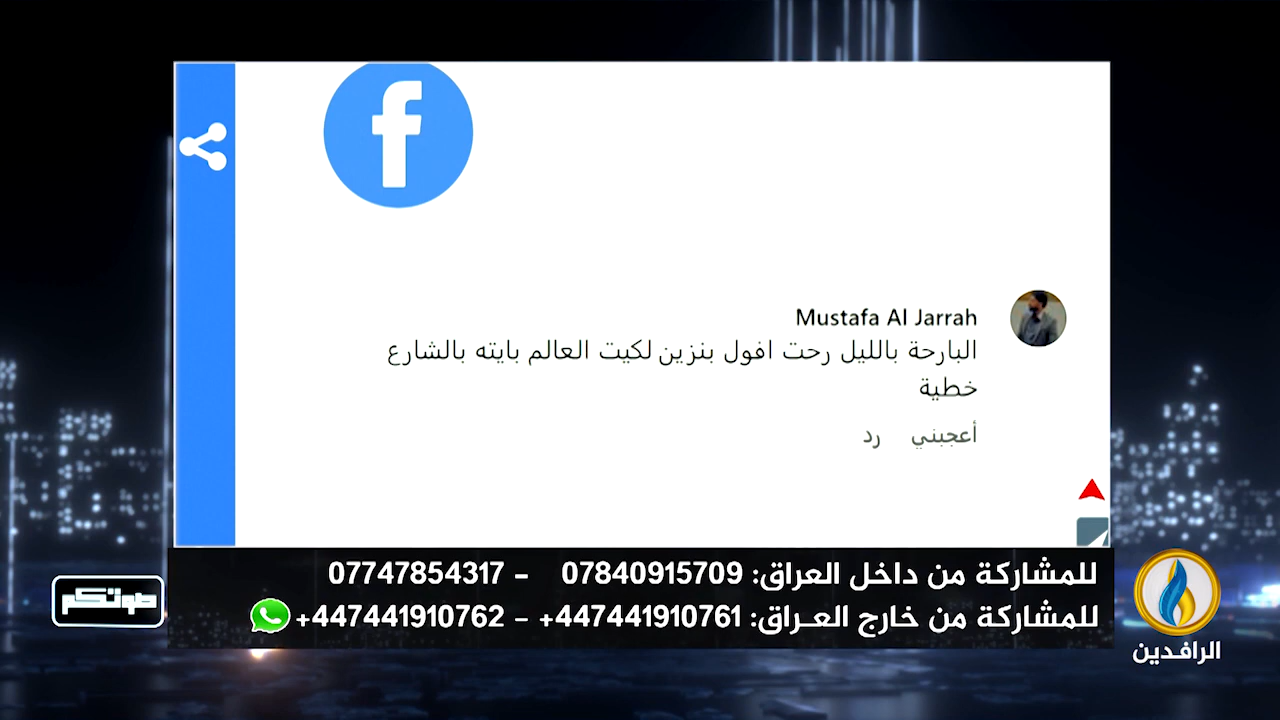 f
Mustafa Al Jarrah
البارحة بالليل رحت افول بنزين لكيت العالم بايته بالشارع
خطية
أعجبني رد
للمشاركة من داخل العراق: 07840915709 - 07747854317
للمشاركة من خارج العـراق: 447441910761+ - 447441910762+
صوتكم
الرافدين